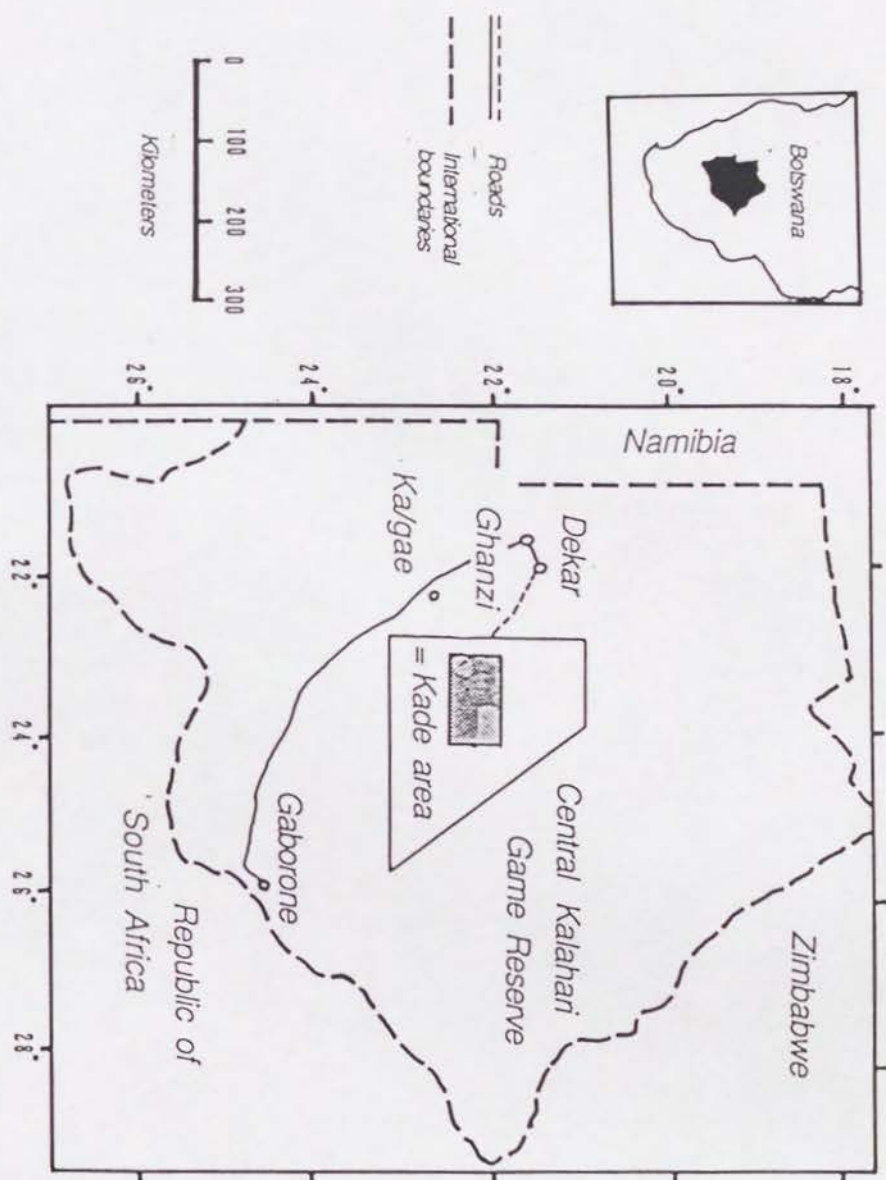 Botswana
Roads
International
boundaries
0 100 200 300
Kilometers
18°
20°
22°
24°
26°
Namibia
Zimbabwe
Dekar
Ghanzi
Ka/gae
Central Kalahari
Game Reserve
= Kade area
Gaborone
Republic of
South Africa
22° 24° 26° 28°